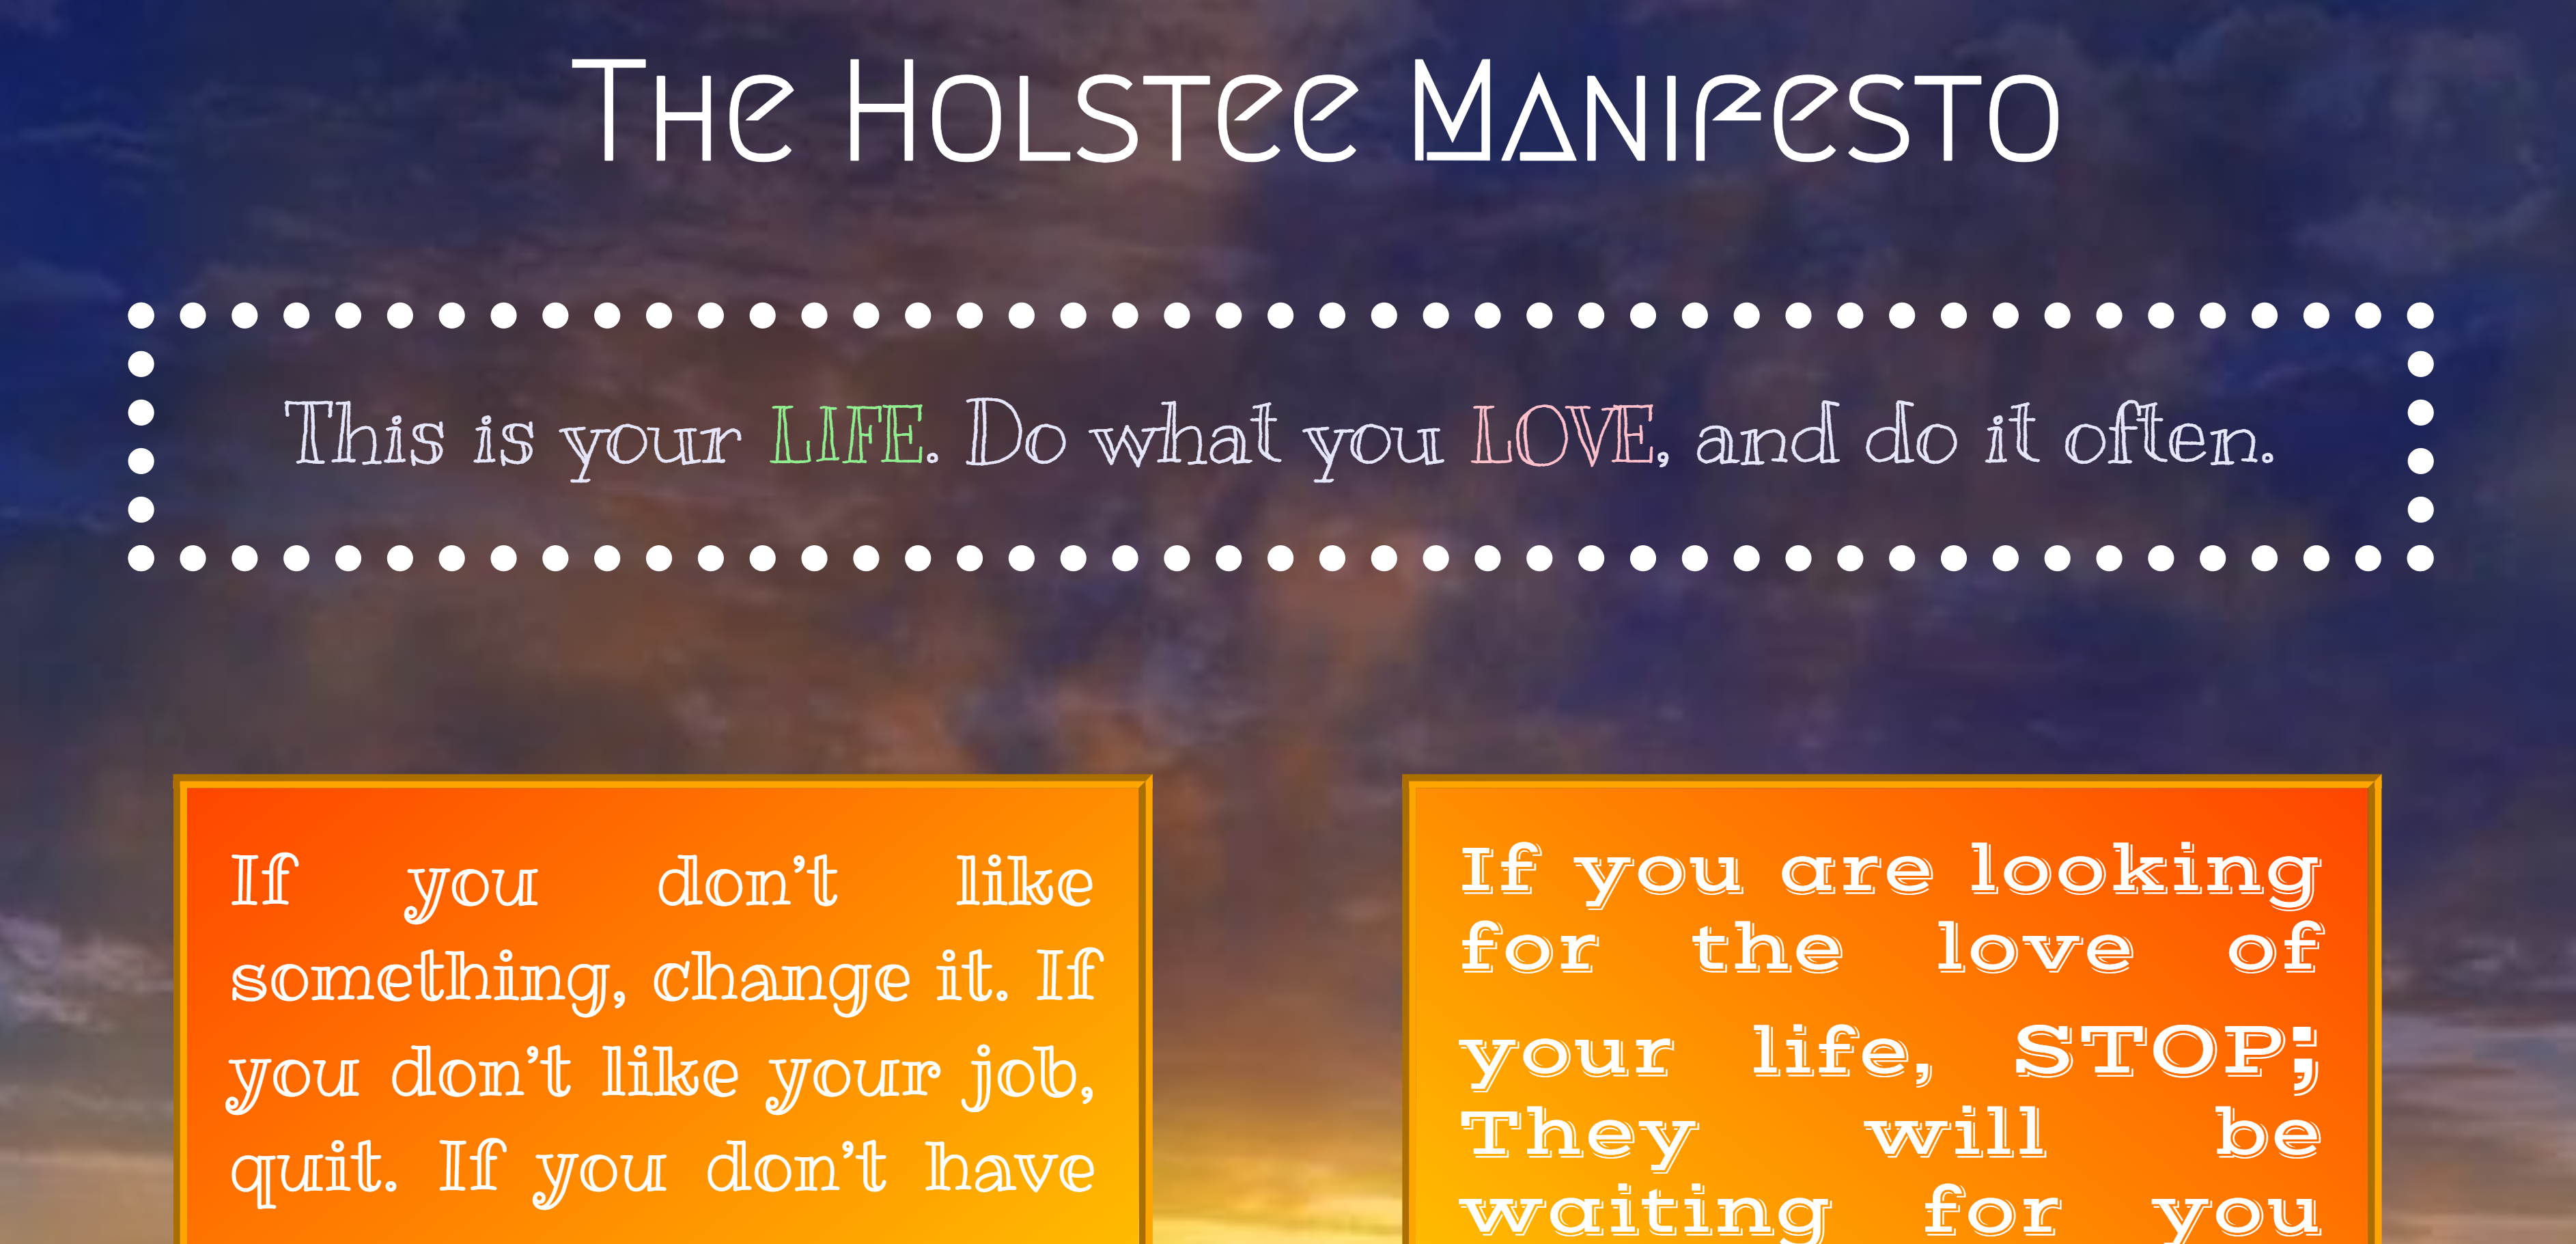 The Holstee Manifesto
This is your LIFE. Do what you LOVE, and do it often.
If you don't like
something, change it. If
you don't like your job,
quit. If you don't have
If you are looking
for the love of
your life, STOP;
They will be
waiting for you